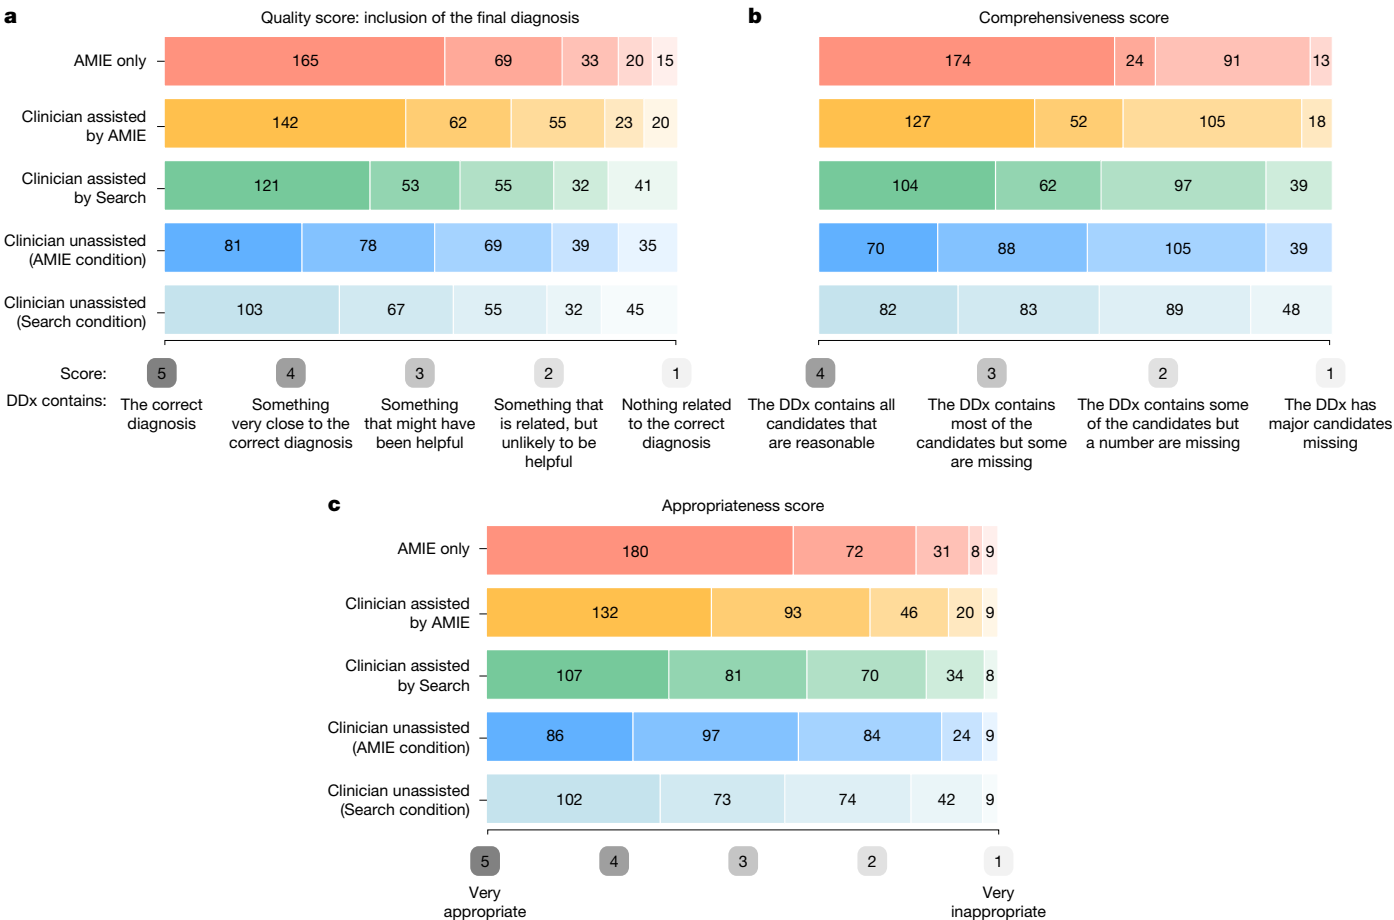 a
Quality score: inclusion of the final diagnosis
AMIE only
165 69 33 20 15
Clinician assisted
by AMIE
142 62 55 23 20
Clinician assisted
by Search
121 53 55 32 41
Clinician unassisted
(AMIE condition)
81 78 69 39 35
Clinician unassisted
(Search condition)
103 67 55 32 45
Score:
5 4 3 2 1
DDx contains:
The correct
diagnosis
Something
very close to the
correct diagnosis
Something
that might have
been helpful
Something that
is related, but
unlikely to be
helpful
Nothing related
to the correct
diagnosis
b
Comprehensiveness score
174 24 91 13
127 52 105 18
104 62 97 39
70 88 105 39
82 83 89 48
4 3 2 1
The DDx contains all
candidates that
are reasonable
The DDx contains
most of the
candidates but some
are missing
The DDx contains some
of the candidates but
a number are missing
The DDx has
major candidates
missing
c
Appropriateness score
AMIE only
180 72 31 8 9
Clinician assisted
by AMIE
132 93 46 20 9
Clinician assisted
by Search
107 81 70 34 8
Clinician unassisted
(AMIE condition)
86 97 84 24 9
Clinician unassisted
(Search condition)
102 73 74 42 9
5 4 3 2 1
Very
appropriate
Very
inappropriate